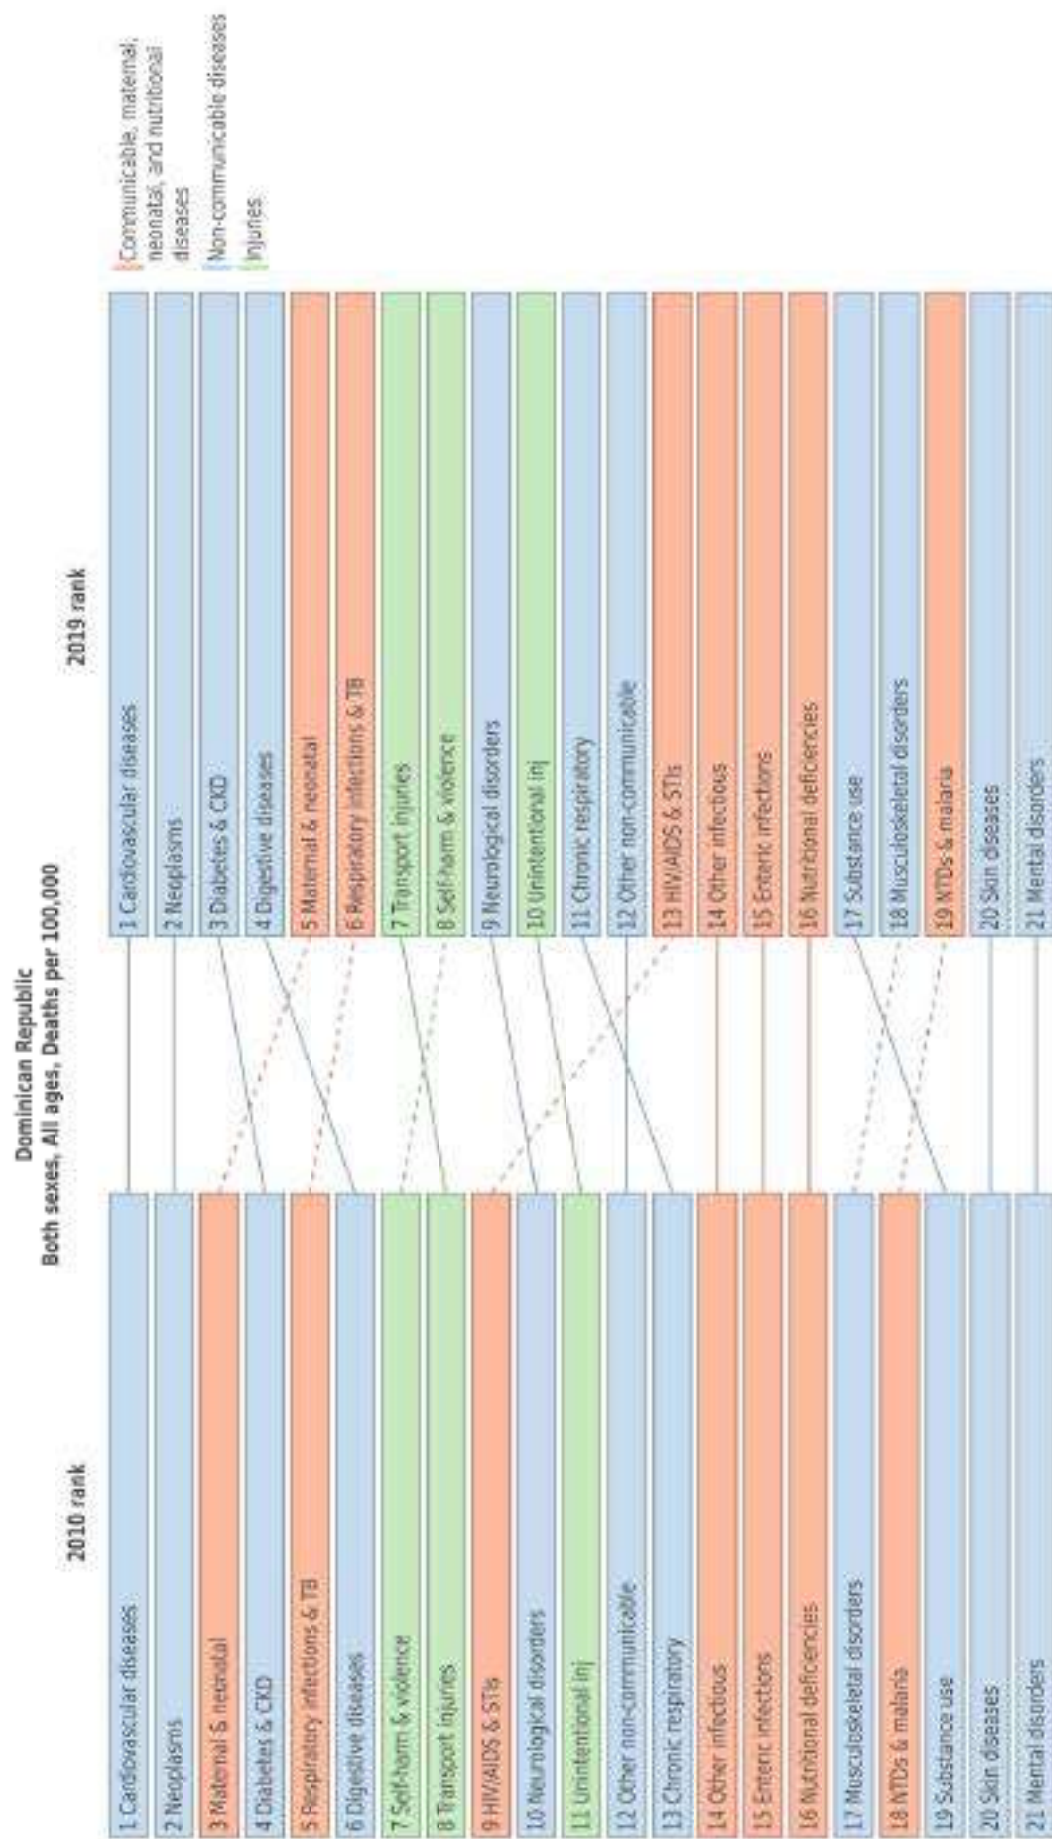 Dominican Republic
Both sexes, All ages, Deaths per 100,000
2010 rank
2019 rank
1 Cardiovascular diseases
2 Neoplasms
3 Maternal & neonatal
4 Diabetes & CKD
5 Respiratory infections & TB
6 Digestive diseases
7 Self-harm & violence
8 Transport injuries
9 HIV/AIDS & STIs
10 Neurological disorders
11 Unintentional inj
12 Other non-communicable
13 Chronic respiratory
14 Other infectious
15 Enteric infections
16 Nutritional deficiencies
17 Musculoskeletal disorders
18 NTDs & malaria
19 Substance use
20 Skin diseases
21 Mental disorders
1 Cardiovascular diseases
2 Neoplasms
3 Diabetes & CKD
4 Digestive diseases
5 Maternal & neonatal
6 Respiratory infections & TB
7 Transport injuries
8 Self-harm & violence
9 Neurological disorders
10 Unintentional inj
11 Chronic respiratory
12 Other non-communicable
13 HIV/AIDS & STIs
14 Other infectious
15 Enteric infections
16 Nutritional deficiencies
17 Substance use
18 Musculoskeletal disorders
19 NTDs & malaria
20 Skin diseases
21 Mental disorders
Communicable, maternal,
neonatal, and nutritional
diseases
Non-communicable diseases
Injuries